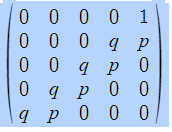 0 0 0 0 1
0 0 0 q p
0 0 q p 0
0 q p 0 0
q p 0 0 0